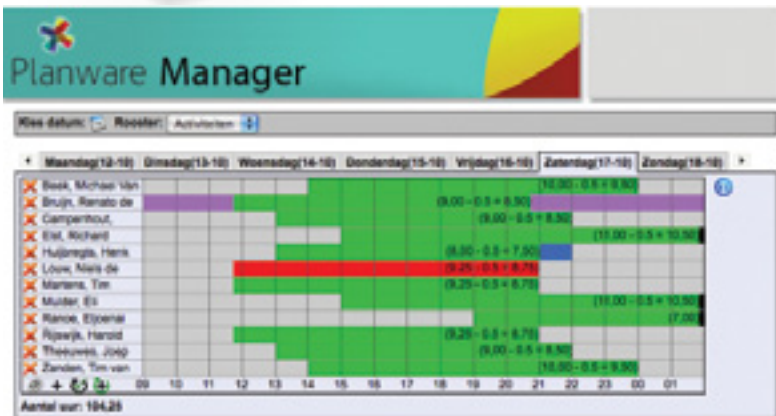 Planware Manager
Kies datum: Rooster: Activiteiten
Maandag(12-10) Dinsdag(13-10) Woensdag(14-10) Donderdag(15-10) Vrijdag(16-10) Zaterdag(17-10) Zondag(18-10)
Beek, Michael Van (10,00 - 0.5 = 9,50)
Bruijn, Renato de (9,00 - 0.5 = 8,50)
Campenhout, (9,00 - 0.5 = 8,50)
Elst, Richard (11,00 - 0.5 = 10,50)
Henk (8,00 - 0.5 = 7,50)
Louw, Niels de (9,25 - 0.5 = 8,75)
Martens, Tim (9,25 - 0.5 = 8,75)
Mulder, Eli (11,00 - 0.5 = 10,50)
Ranoe, (7,00)
Rijswijk, Harold (9,25 - 0.5 = 8,75)
Theeuwes, Joep (9,00 - 0.5 = 8,50)
Zanden, Tim van (10,00 - 0.5 = 9,50)
09 10 11 12 13 14 15 16 17 18 19 20 21 22 23 00 01
Aantal uur: 104,25